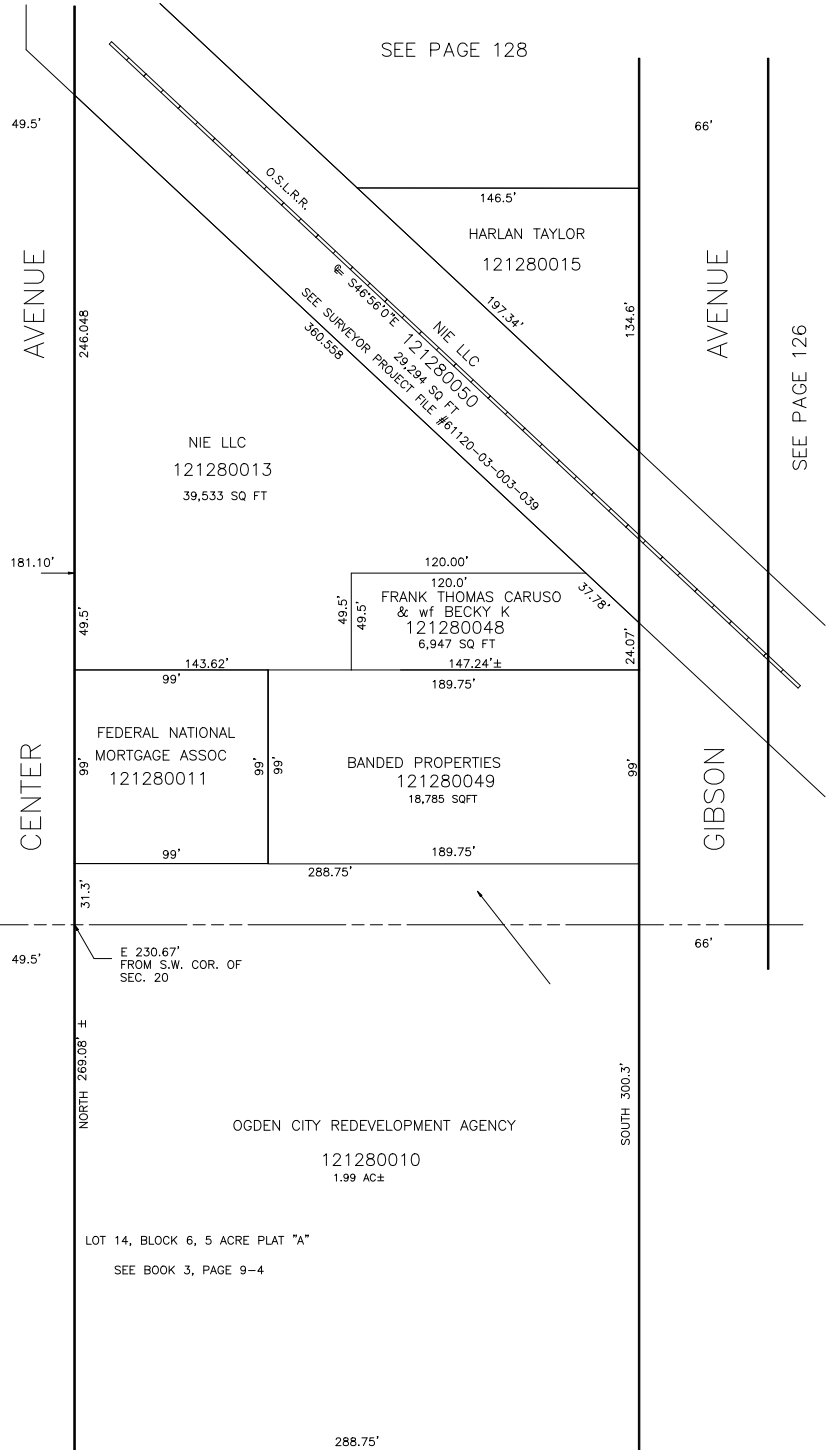 SEE PAGE 128
49.5'
66'
O.S.L.R.R.
146.5'
HARLAN TAYLOR
121280015
AVENUE
246.048
℄ S46°56'0"E
197.34'
134.6'
AVENUE
SEE SURVEYOR PROJECT FILE #61120-03-003-039
360.558
NIE LLC
121280050
29,294 SQ FT
SEE PAGE 126
NIE LLC
121280013
39,533 SQ FT
181.10'
120.00'
120.0'
37.78'
49.5'
49.5'
49.5'
FRANK THOMAS CARUSO
& wf BECKY K
121280048
6,947 SQ FT
24.07'
143.62'
147.24'±
99'
189.75'
FEDERAL NATIONAL
MORTGAGE ASSOC
121280011
99'
99'
99'
BANDED PROPERTIES
121280049
18,785 SQFT
99'
CENTER
GIBSON
99'
189.75'
288.75'
31.3'
49.5'
E 230.67'
FROM S.W. COR. OF
SEC. 20
66'
NORTH 269.08' ±
SOUTH 300.3'
OGDEN CITY REDEVELOPMENT AGENCY
121280010
1.99 AC±
LOT 14, BLOCK 6, 5 ACRE PLAT "A"
SEE BOOK 3, PAGE 9-4
288.75'